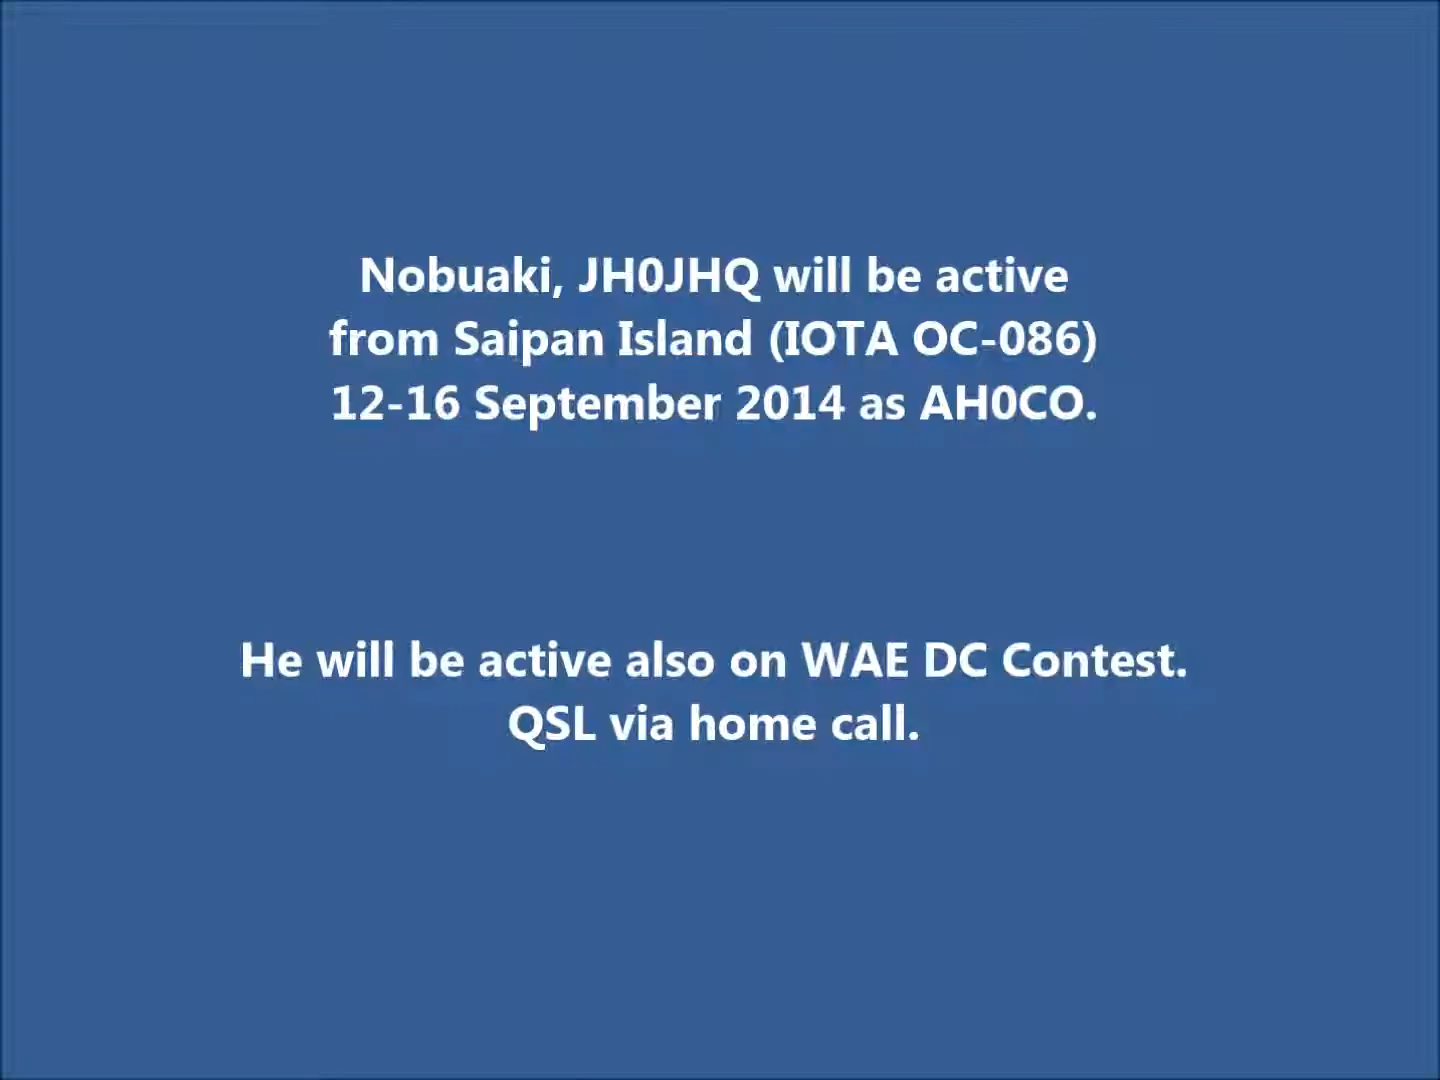 Nobuaki, JH0JHQ will be active
from Saipan Island (IOTA OC-086)
12-16 September 2014 as AH0CO.
He will be active also on WAE DC Contest.
QSL via home call.